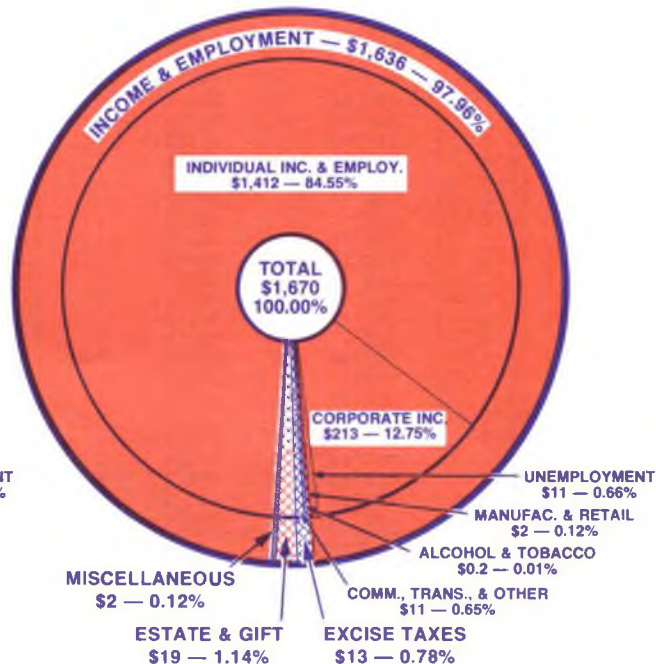 INCOME & EMPLOYMENT — $1,636 — 97.96%
INDIVIDUAL INC. & EMPLOY.
$1,412 — 84.55%
TOTAL
$1,670
100.00%
CORPORATE INC.
$213 — 12.75%
UNEMPLOYMENT
$11 — 0.66%
MANUFAC. & RETAIL
$2 — 0.12%
ALCOHOL & TOBACCO
$0.2 — 0.01%
COMM., TRANS., & OTHER
$11 — 0.65%
MISCELLANEOUS
$2 — 0.12%
ESTATE & GIFT
$19 — 1.14%
EXCISE TAXES
$13 — 0.78%